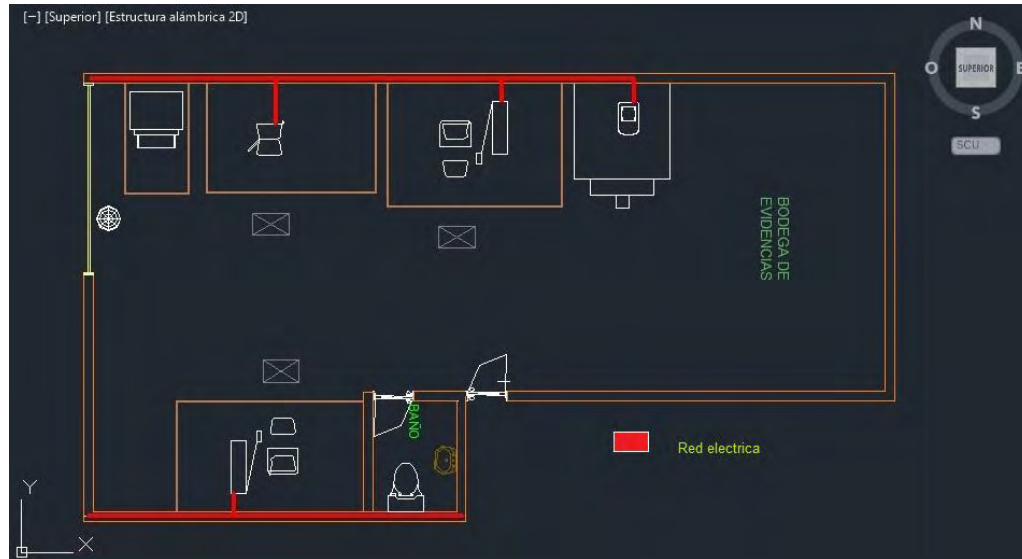 [−] [Superior] [Estructura alámbrica 2D]
N
O
SUPERIOR
E
S
SCU
BODEGA DE
EVIDENCIAS
BAÑO
Red electrica
Y
X